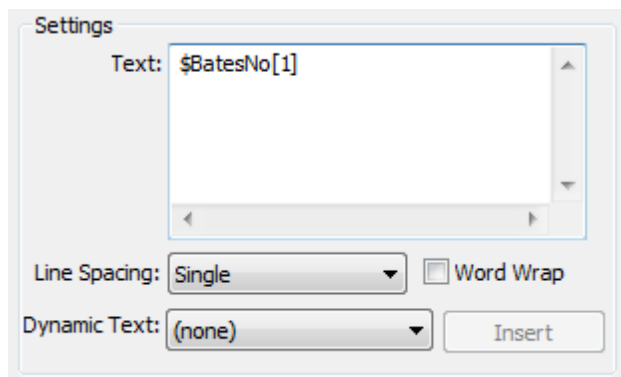 Settings
Text: $BatesNo[1]
Line Spacing: Single Word Wrap
Dynamic Text: (none) Insert